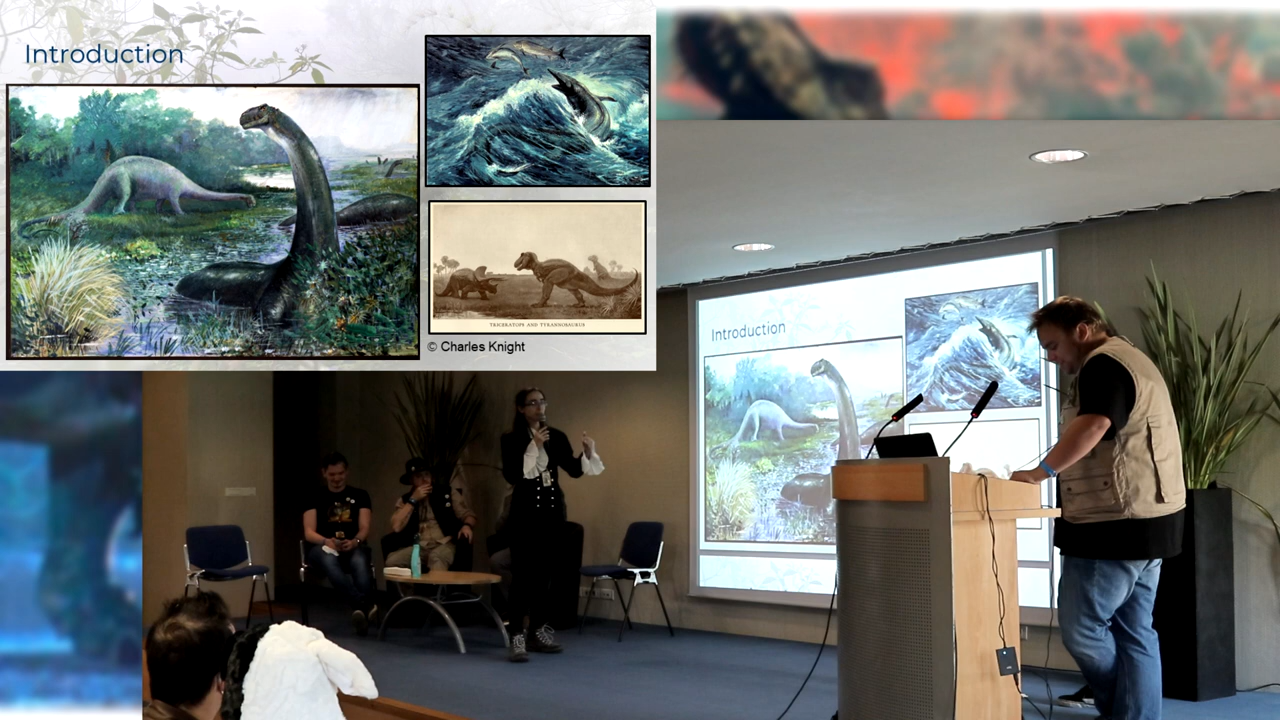 Introduction
TRICERATOPS AND TYRANNOSAURUS
© Charles Knight
Introduction